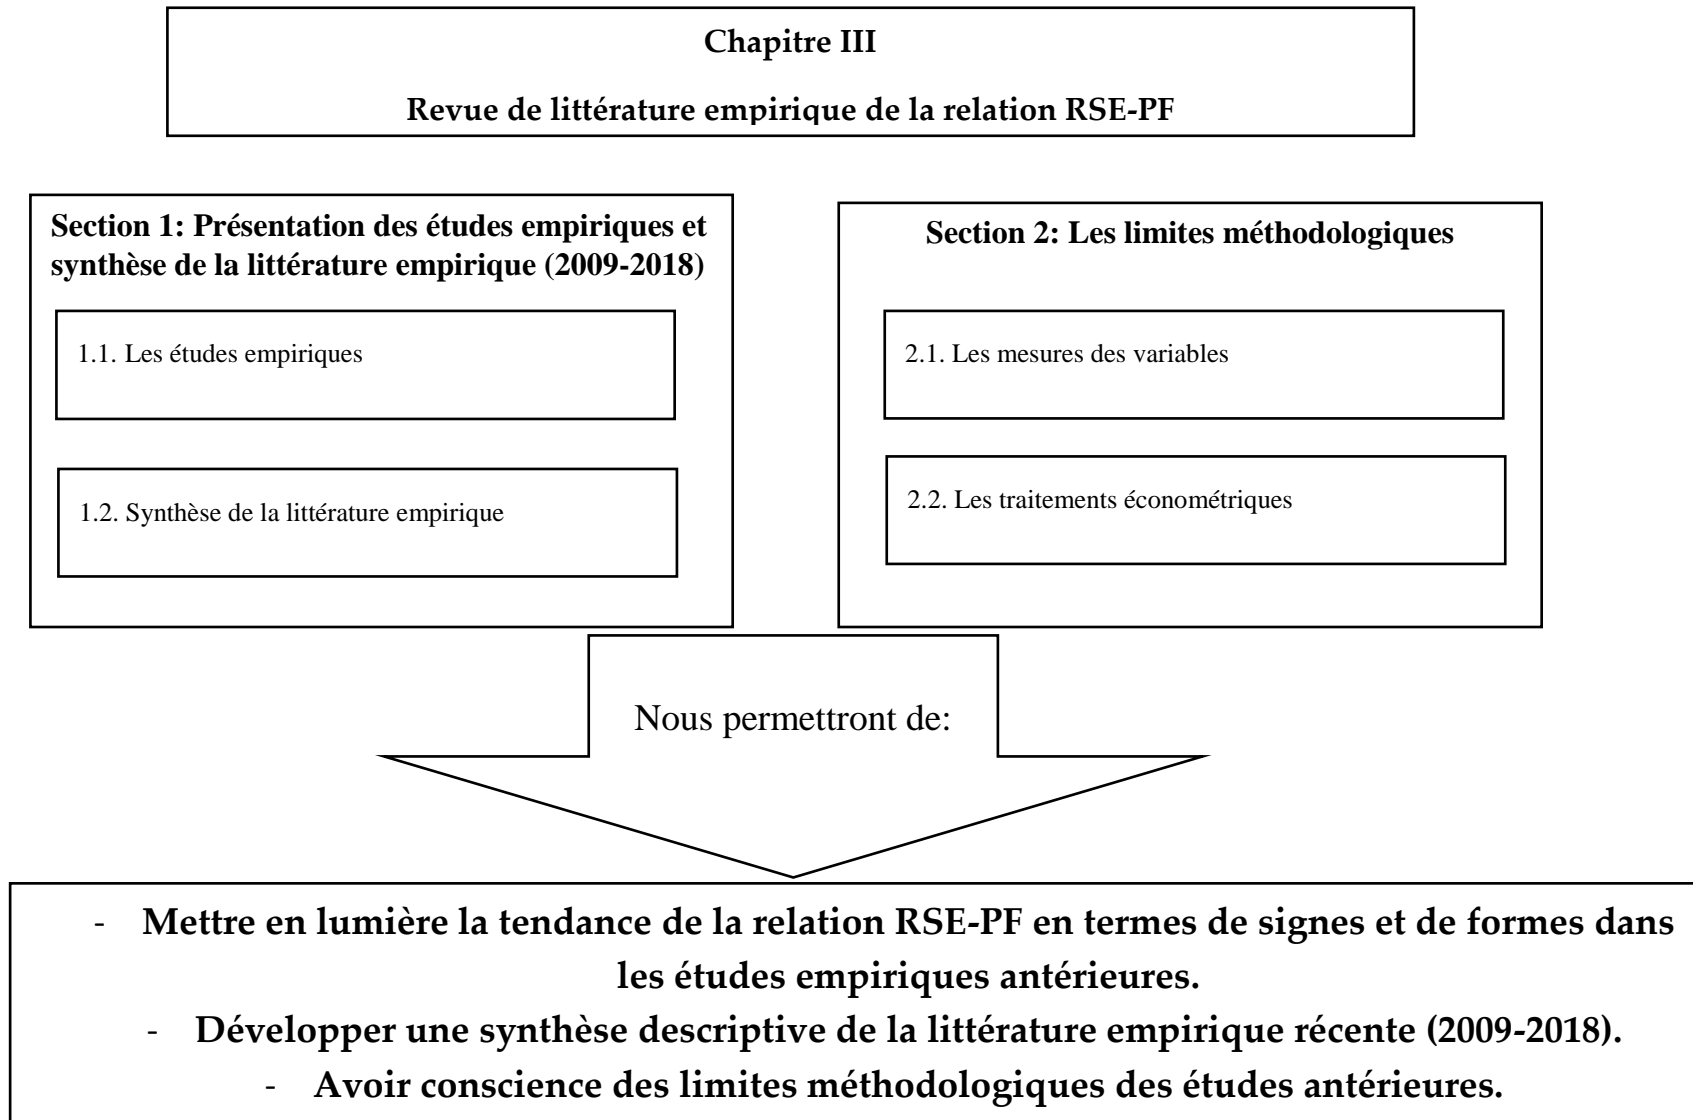 Chapitre III
Revue de littérature empirique de la relation RSE-PF
Section 1: Présentation des études empiriques et
synthèse de la littérature empirique (2009-2018)
1.1. Les études empiriques
1.2. Synthèse de la littérature empirique
Section 2: Les limites méthodologiques
2.1. Les mesures des variables
2.2. Les traitements économétriques
Nous permettront de:
- Mettre en lumière la tendance de la relation RSE-PF en termes de signes et de formes dans
les études empiriques antérieures.
- Développer une synthèse descriptive de la littérature empirique récente (2009-2018).
- Avoir conscience des limites méthodologiques des études antérieures.